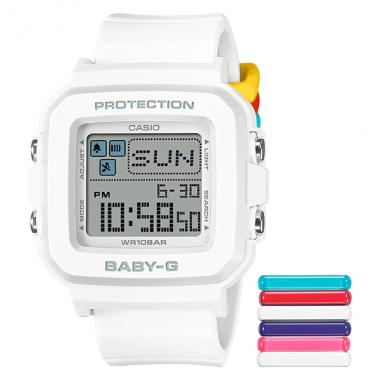 PROTECTION
CASIO
ADJUST
LIGHT
SUN
PM
6-30
10:58 50
MODE
SEARCH
WR10BAR
BABY-G